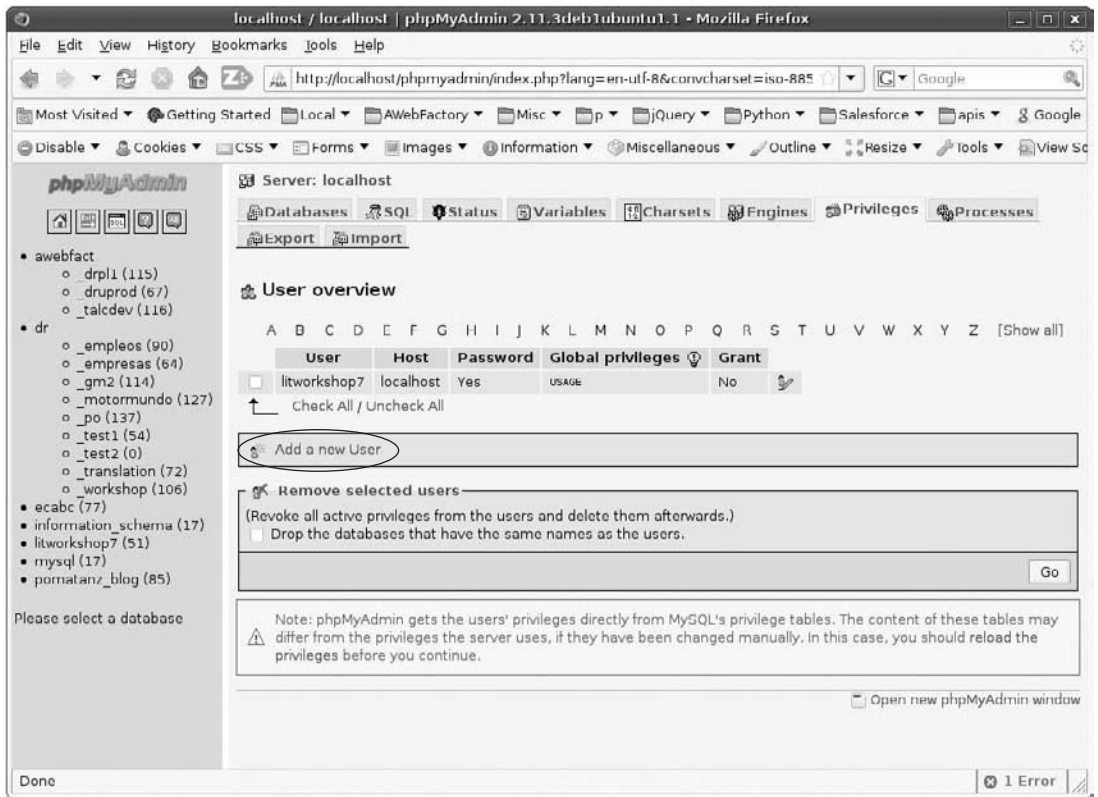 localhost / localhost | phpMyAdmin 2.11.3deb1ubuntu1.1 - Mozilla Firefox
File Edit View History Bookmarks Tools Help
http://localhost/phpmyadmin/index.php?lang=en-utf-8&convcharset=iso-885
G Google
Most Visited Getting Started Local AWebFactory Misc p jQuery Python Salesforce apis Google
Disable Cookies CSS Forms Images Information Miscellaneous Outline Resize Tools View So
phpMyAdmin
SQL
awebfact
_drpl1 (115)
_druprod (67)
_talcdev (116)
dr
_empleos (90)
_empresas (64)
_gm2 (114)
_motormundo (127)
_po (137)
_test1 (54)
_test2 (0)
_translation (72)
_workshop (106)
ecabc (77)
information_schema (17)
litworkshop7 (51)
mysql (17)
pornatanz_blog (85)
Please select a database
Server: localhost
Databases SQL Status Variables Charsets Engines Privileges Processes
Export Import
User overview
A B C D E F G H I J K L M N O P Q R S T U V W X Y Z [Show all]
User Host Password Global privileges Grant
litworkshop7 localhost Yes USAGE No
Check All / Uncheck All
Add a new User
Remove selected users
(Revoke all active privileges from the users and delete them afterwards.)
Drop the databases that have the same names as the users.
Go
Note: phpMyAdmin gets the users' privileges directly from MySQL's privilege tables. The content of these tables may
differ from the privileges the server uses, if they have been changed manually. In this case, you should reload the
privileges before you continue.
Open new phpMyAdmin window
Done
1 Error